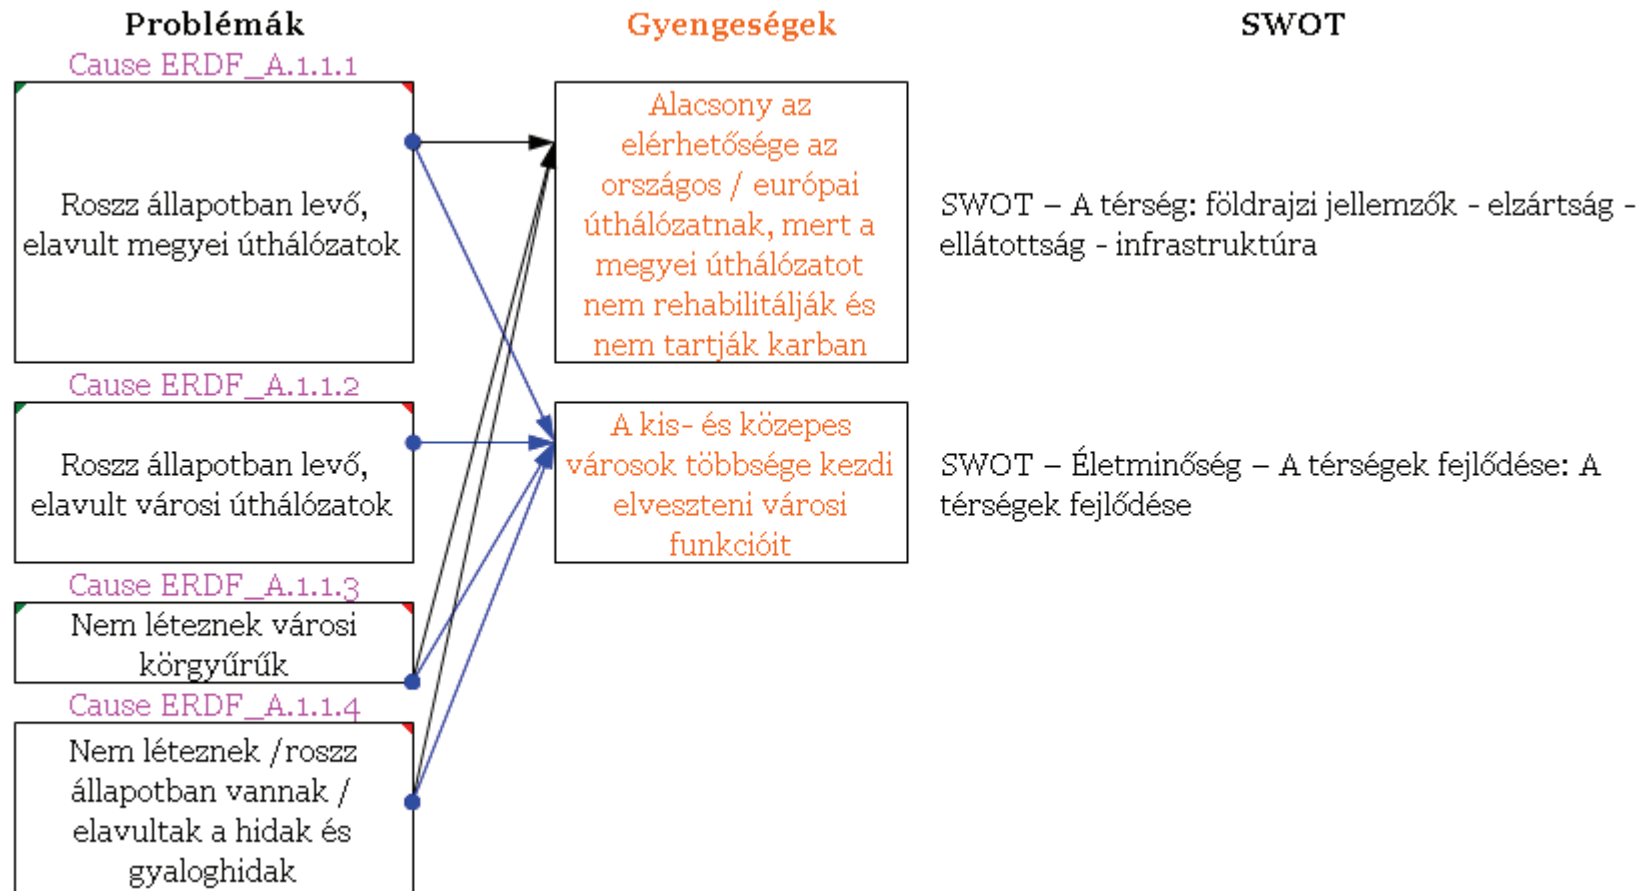 Problémák
Gyengeségek
SWOT
Cause ERDF_A.1.1.1
Roszz állapotban levő,
elavult megyei úthálózatok
Alacsony az
elérhetősége az
országos / európai
úthálózatnak, mert a
megyei úthálózatot
nem rehabilitálják és
nem tartják karban
SWOT – A térség: földrajzi jellemzők - elzártság -
ellátottság - infrastruktúra
Cause ERDF_A.1.1.2
Roszz állapotban levő,
elavult városi úthálózatok
A kis- és közepes
városok többsége kezdi
elveszteni városi
funkcióit
SWOT – Életminőség – A térségek fejlődése: A
térségek fejlődése
Cause ERDF_A.1.1.3
Nem léteznek városi
körgyűrűk
Cause ERDF_A.1.1.4
Nem léteznek /roszz
állapotban vannak /
elavultak a hidak és
gyaloghidak